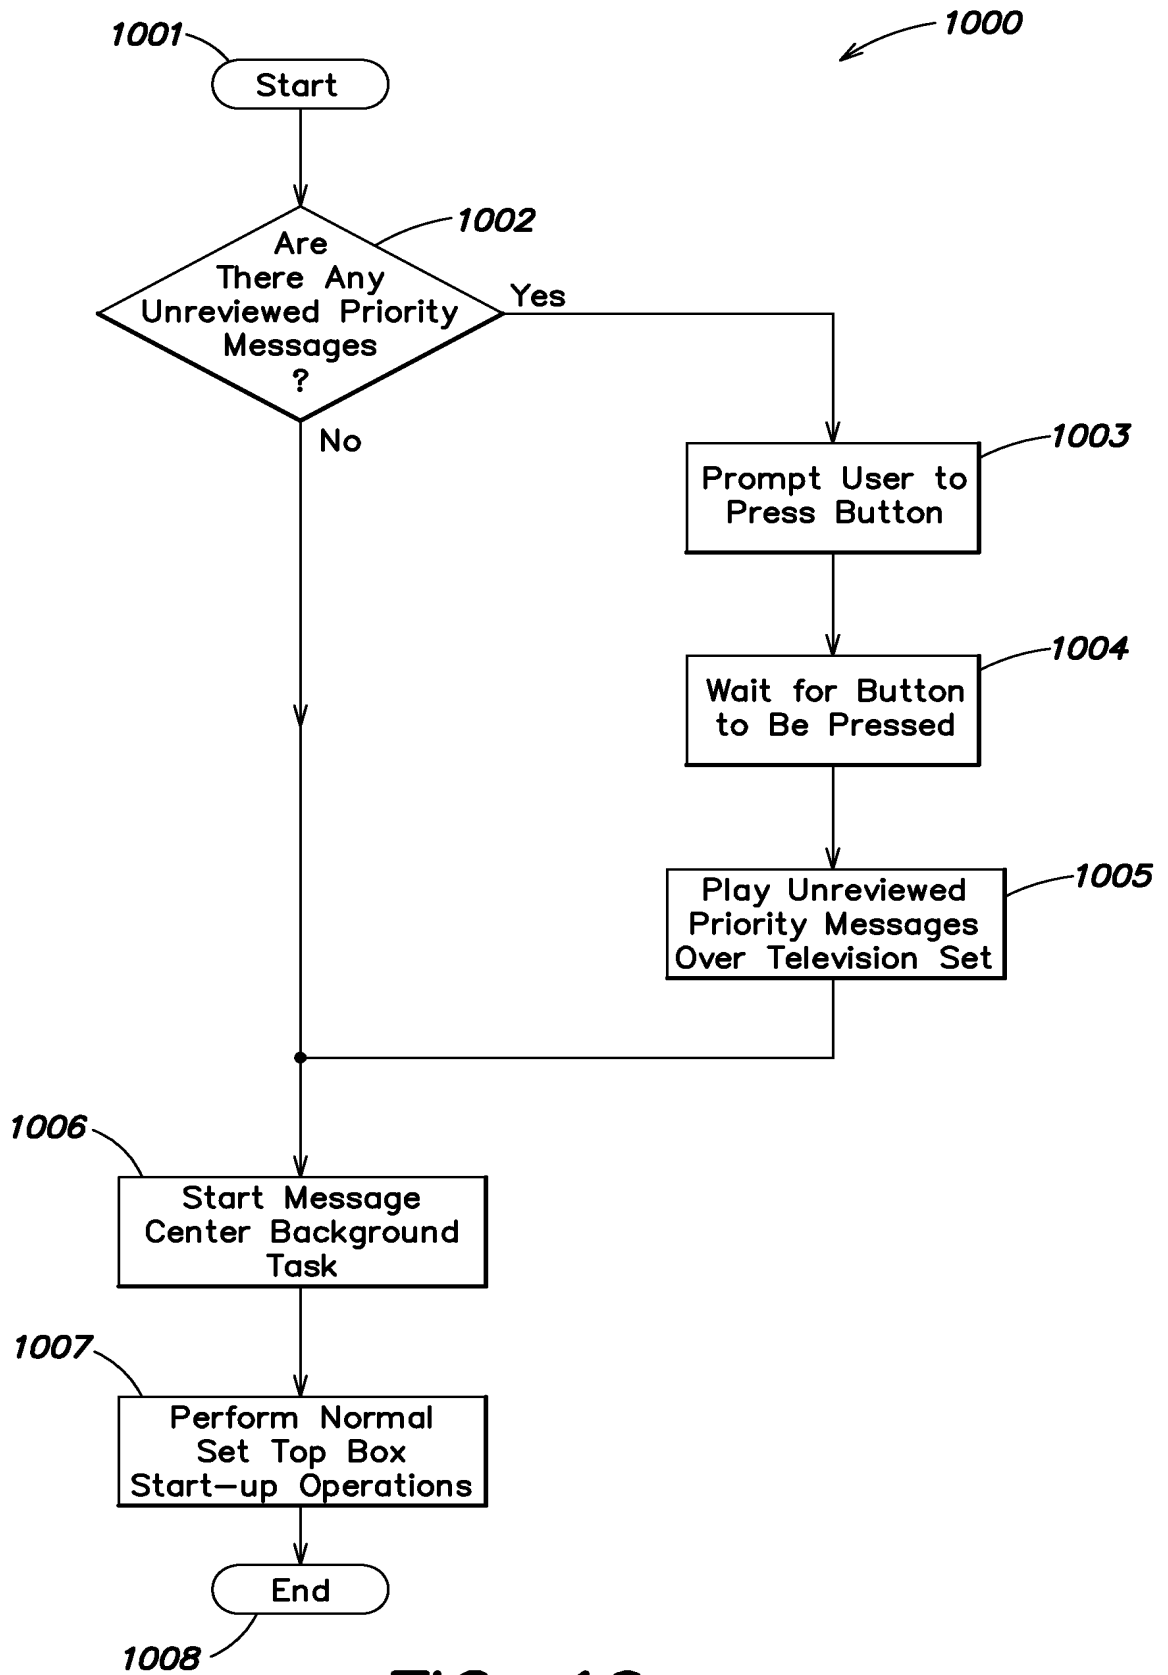 1001
1000
Start
1002
Are
There Any
Unreviewed Priority
Messages
?
Yes
No
1003
Prompt User to
Press Button
1004
Wait for Button
to Be Pressed
1005
Play Unreviewed
Priority Messages
Over Television Set
1006
Start Message
Center Background
Task
1007
Perform Normal
Set Top Box
Start-up Operations
End
1008